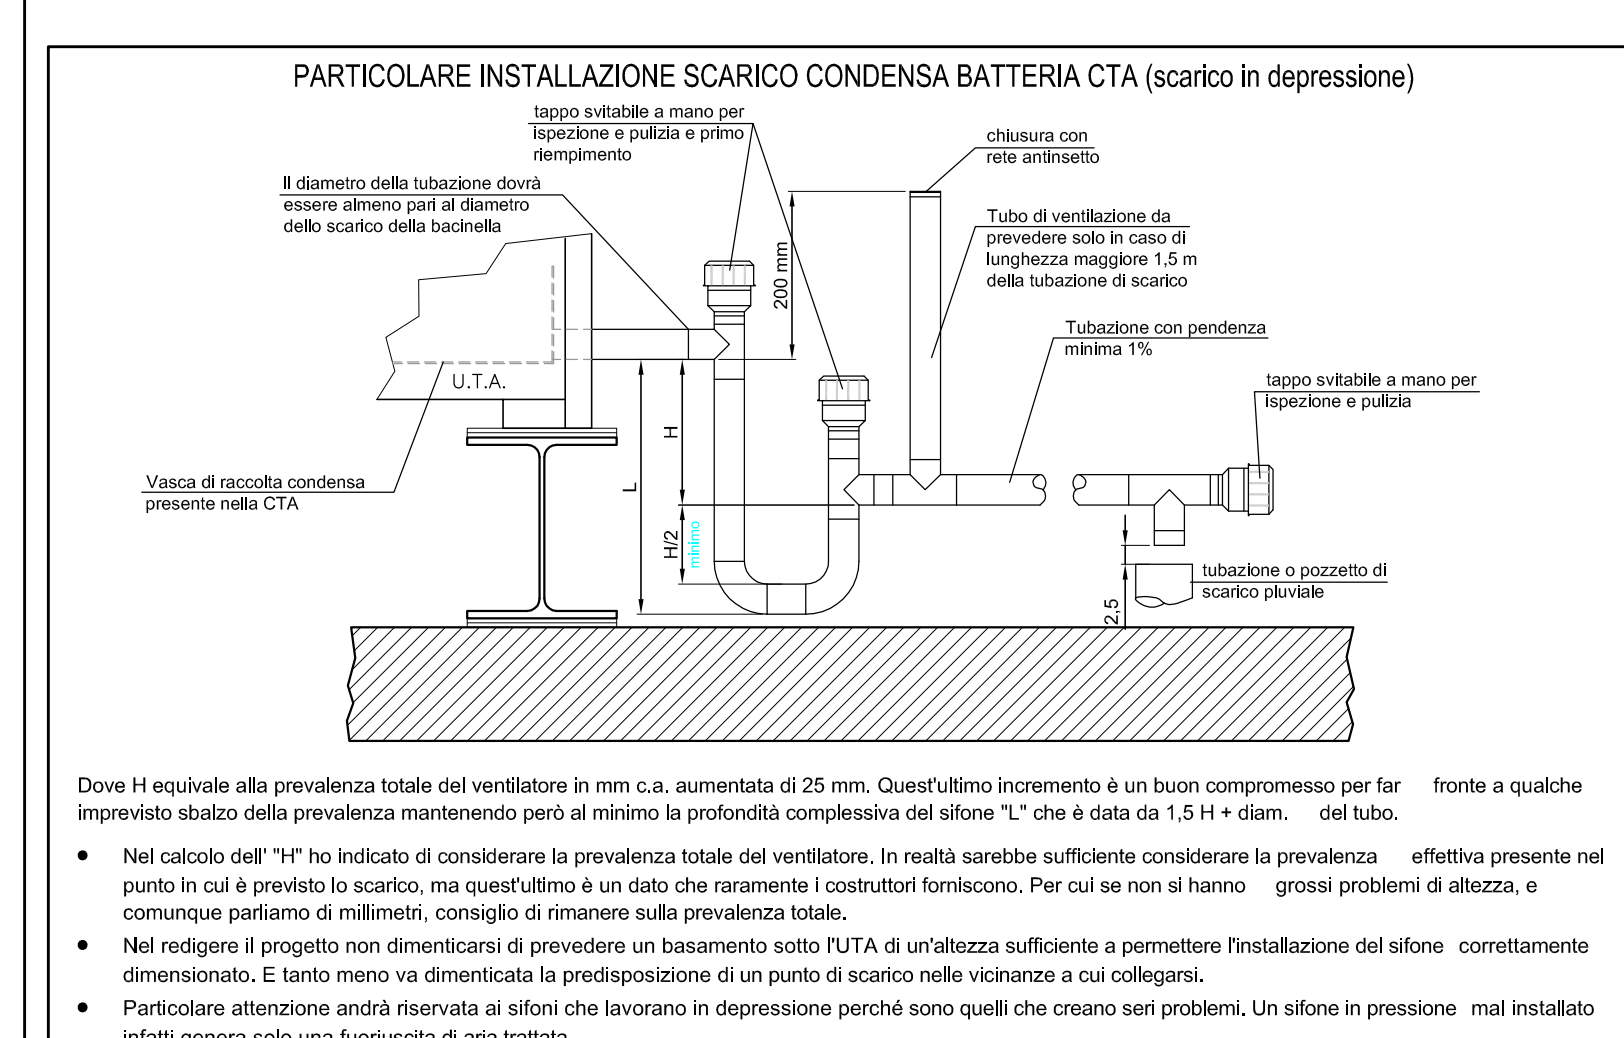 PARTICOLARE INSTALLAZIONE SCARICO CONDENSA BATTERIA CTA (scarico in depressione)
tappo svitabile a mano per
ispezione e pulizia e primo
riempimento
chiusura con
rete antinsetto
Il diametro della tubazione dovrà
essere almeno pari al diametro
dello scarico della bacinella
Tubo di ventilazione da
prevedere solo in caso di
lunghezza maggiore 1,5 m
della tubazione di scarico
200 mm
Tubazione con pendenza
minima 1%
U.T.A.
tappo svitabile a mano per
ispezione e pulizia
H
L
Vasca di raccolta condensa
presente nella CTA
H/2
minimo
tubazione o pozzetto di
scarico pluviale
2,5
Dove H equivale alla prevalenza totale del ventilatore in mm c.a. aumentata di 25 mm. Quest'ultimo incremento è un buon compromesso per far fronte a qualche
imprevisto sbalzo della prevalenza mantenendo però al minimo la profondità complessiva del sifone "L" che è data da 1,5 H + diam. del tubo.
• Nel calcolo dell' "H" ho indicato di considerare la prevalenza totale del ventilatore. In realtà sarebbe sufficiente considerare la prevalenza effettiva presente nel
punto in cui è previsto lo scarico, ma quest'ultimo è un dato che raramente i costruttori forniscono. Per cui se non si hanno grossi problemi di altezza, e
comunque parliamo di millimetri, consiglio di rimanere sulla prevalenza totale.
• Nel redigere il progetto non dimenticarsi di prevedere un basamento sotto l'UTA di un'altezza sufficiente a permettere l'installazione del sifone correttamente
dimensionato. E tanto meno va dimenticata la predisposizione di un punto di scarico nelle vicinanze a cui collegarsi.
• Particolare attenzione andrà riservata ai sifoni che lavorano in depressione perché sono quelli che creano seri problemi. Un sifone in pressione mal installato
infatti genera solo una fuoriuscita di aria trattata.